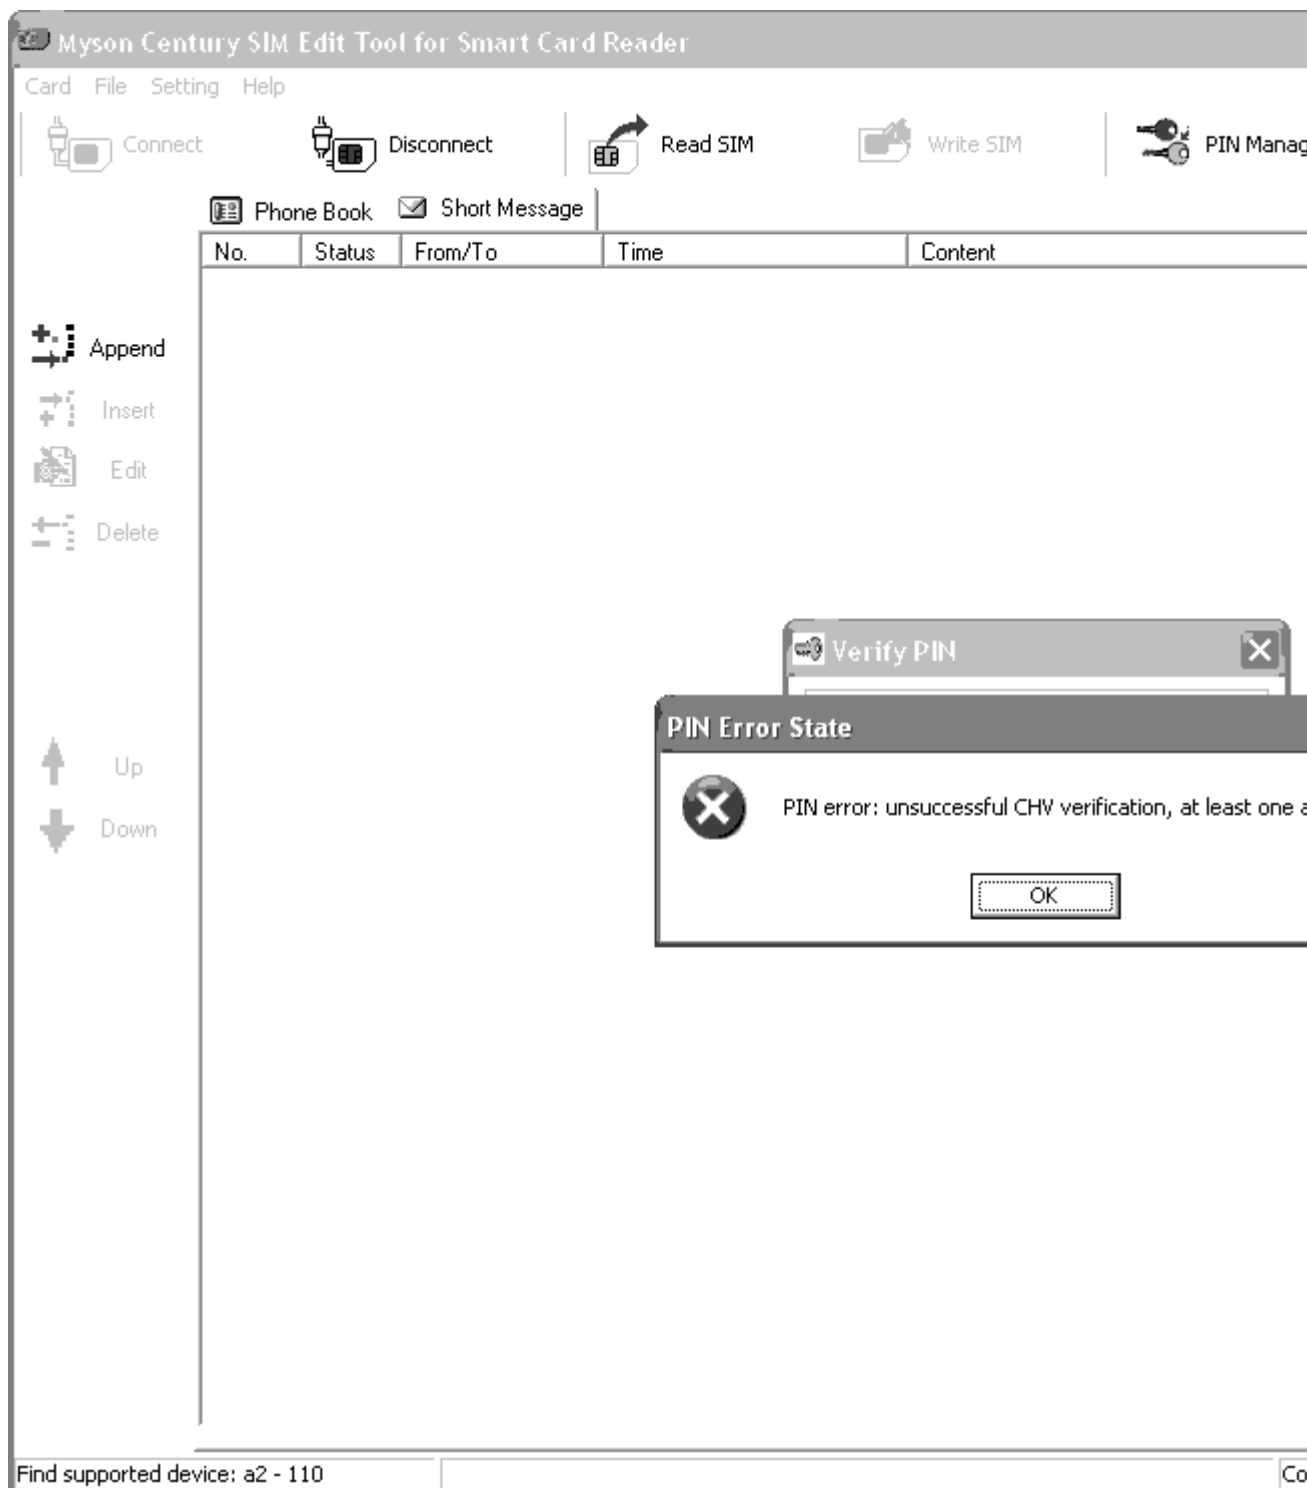 Myson Century SIM Edit Tool for Smart Card Reader
Card File Setting Help
Connect Disconnect Read SIM Write SIM PIN Manag
Phone Book Short Message
No. Status From/To Time Content
Append
Insert
Edit
Delete
Verify PIN
PIN Error State
Up
PIN error: unsuccessful CHV verification, at least one a
Down
OK
Find supported device: a2 - 110
Co